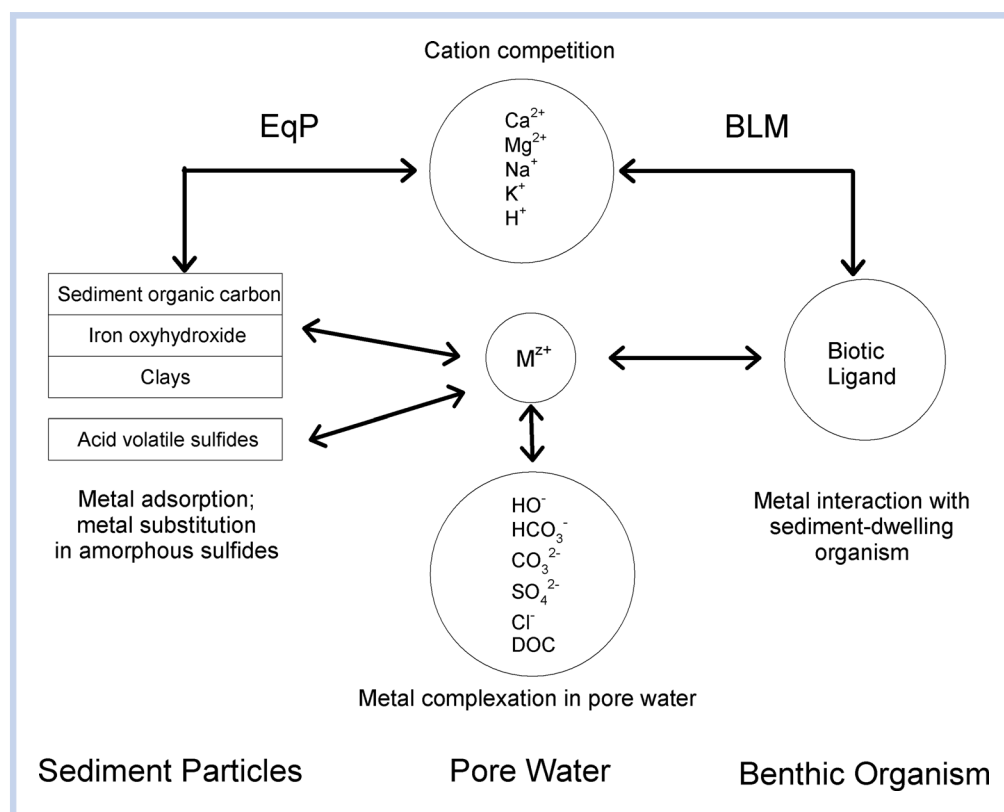 Cation competition
EqP
BLM
Ca²⁺
Mg²⁺
Na⁺
K⁺
H⁺
Sediment organic carbon
Iron oxyhydroxide
Clays
Acid volatile sulfides
Metal adsorption;
metal substitution
in amorphous sulfides
M^z+
Biotic
Ligand
HO⁻
HCO₃⁻
CO₃²⁻
SO₄²⁻
Cl⁻
DOC
Metal complexation in pore water
Metal interaction with
sediment-dwelling
organism
Sediment Particles
Pore Water
Benthic Organism